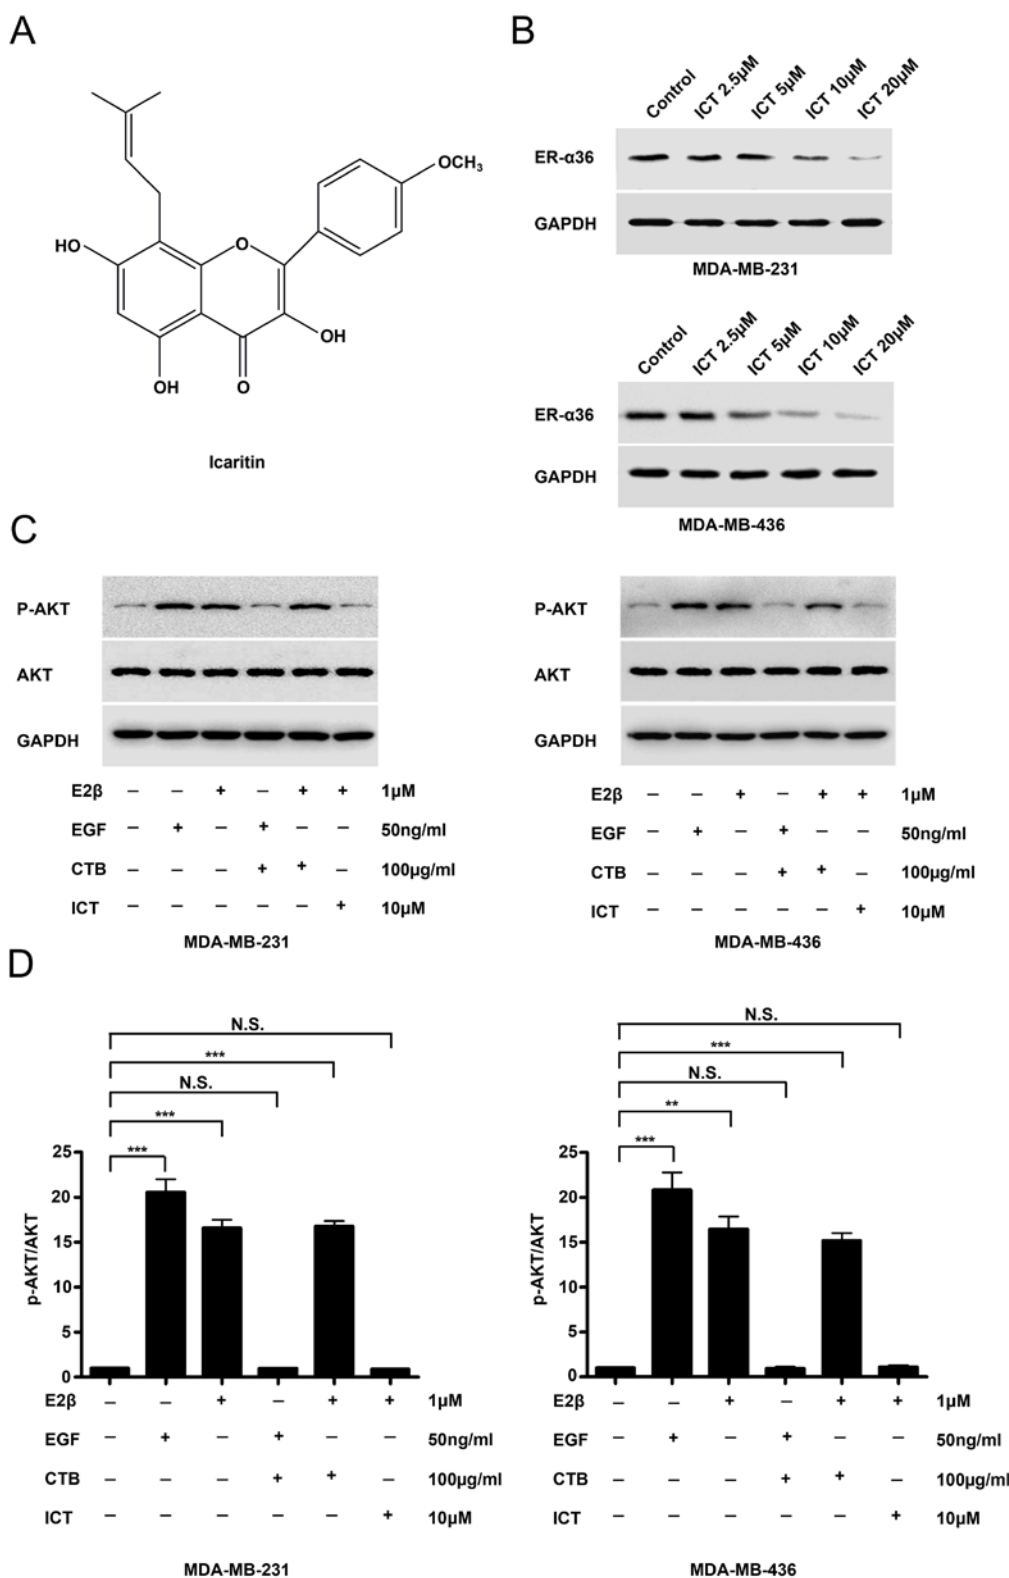 A
OCH3
HO
O
OH
OH
O
Icaritin
B
Control ICT 2.5μM ICT 5μM ICT 10μM ICT 20μM
ER-α36
GAPDH
MDA-MB-231
Control ICT 2.5μM ICT 5μM ICT 10μM ICT 20μM
ER-α36
GAPDH
MDA-MB-436
C
P-AKT
AKT
GAPDH
E2β − − + − + + 1μM
EGF − + − + − − 50ng/ml
CTB − − − + + − 100μg/ml
ICT − − − − − + 10μM
MDA-MB-231
P-AKT
AKT
GAPDH
E2β − − + − + + 1μM
EGF − + − + − − 50ng/ml
CTB − − − + + − 100μg/ml
ICT − − − − − + 10μM
MDA-MB-436
D
N.S.
***
N.S.
***
***
p-AKT/AKT
25
20
15
10
5
0
E2β − − + − + + 1μM
EGF − + − + − − 50ng/ml
CTB − − − + + − 100μg/ml
ICT − − − − − + 10μM
MDA-MB-231
N.S.
***
N.S.
**
***
p-AKT/AKT
25
20
15
10
5
0
E2β − − + − + + 1μM
EGF − + − + − − 50ng/ml
CTB − − − + + − 100μg/ml
ICT − − − − − + 10μM
MDA-MB-436